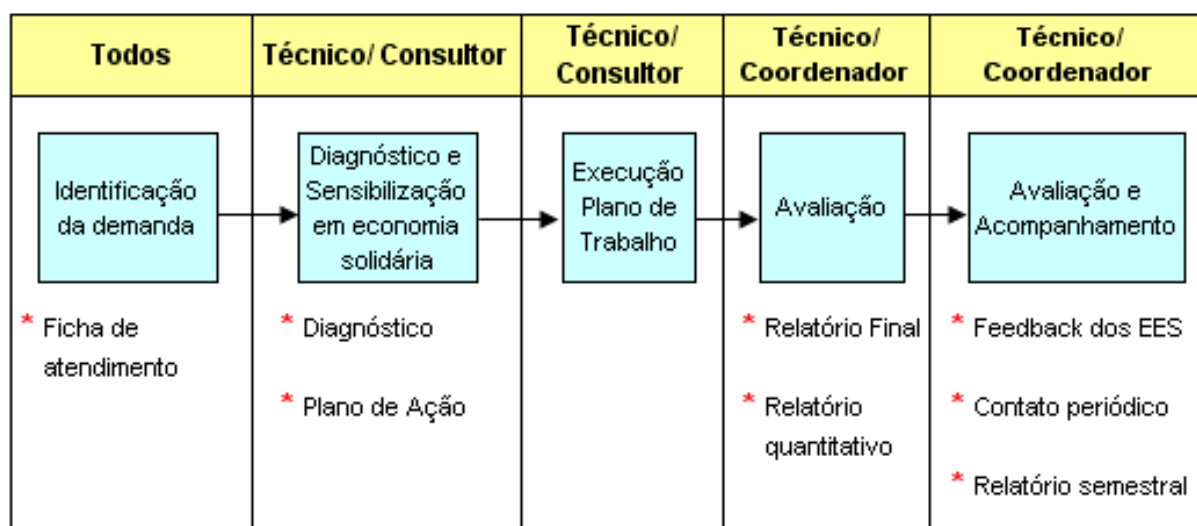 Todos
Técnico/ Consultor
Técnico/
Consultor
Técnico/
Coordenador
Técnico/
Coordenador
Identificação
da demanda
Diagnóstico e
Sensibilização
em economia
solidária
Execução
Plano de
Trabalho
Avaliação
Avaliação e
Acompanhamento
* Ficha de
atendimento
* Diagnóstico
* Plano de Ação
* Relatório Final
* Relatório
quantitativo
* Feedback dos EES
* Contato periódico
* Relatório semestral